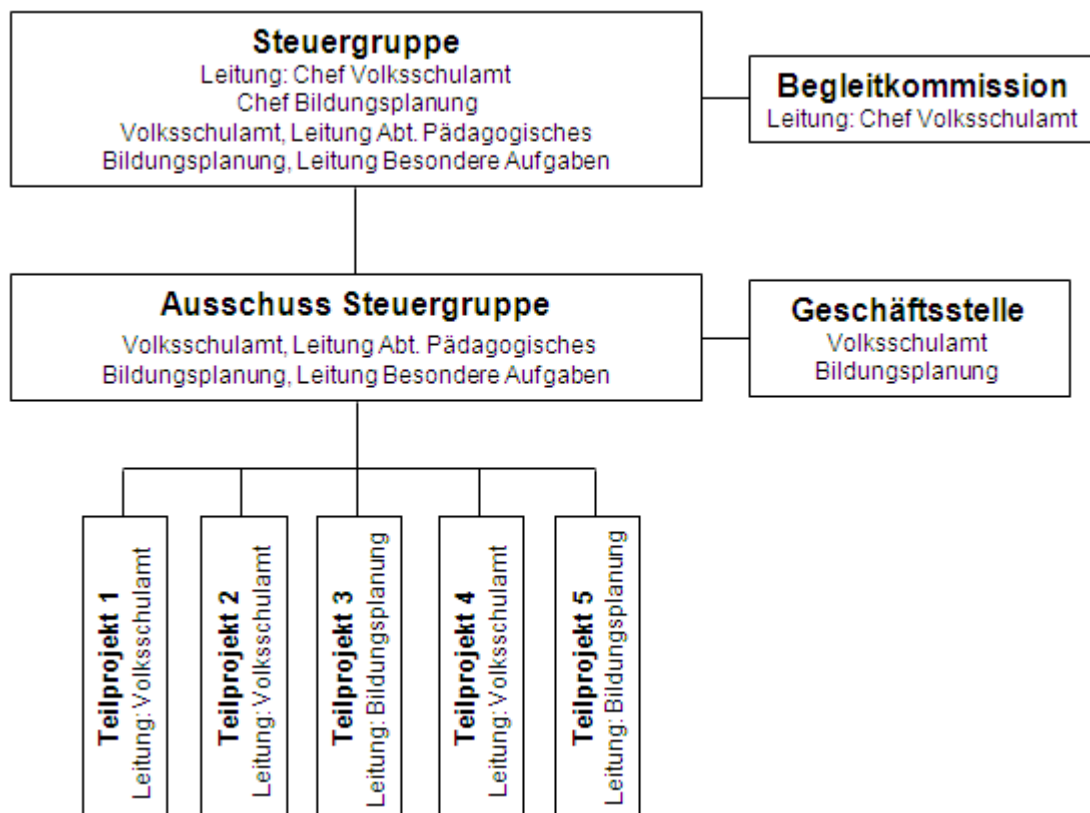 Steuergruppe
Leitung: Chef Volksschulamt
Chef Bildungsplanung
Volksschulamt, Leitung Abt. Pädagogisches
Bildungsplanung, Leitung Besondere Aufgaben
Begleitkommission
Leitung: Chef Volksschulamt
Ausschuss Steuergruppe
Volksschulamt, Leitung Abt. Pädagogisches
Bildungsplanung, Leitung Besondere Aufgaben
Geschäftsstelle
Volksschulamt
Bildungsplanung
Teilprojekt 1
Leitung: Volksschulamt
Teilprojekt 2
Leitung: Volksschulamt
Teilprojekt 3
Leitung: Bildungsplanung
Teilprojekt 4
Leitung: Volksschulamt
Teilprojekt 5
Leitung: Bildungsplanung